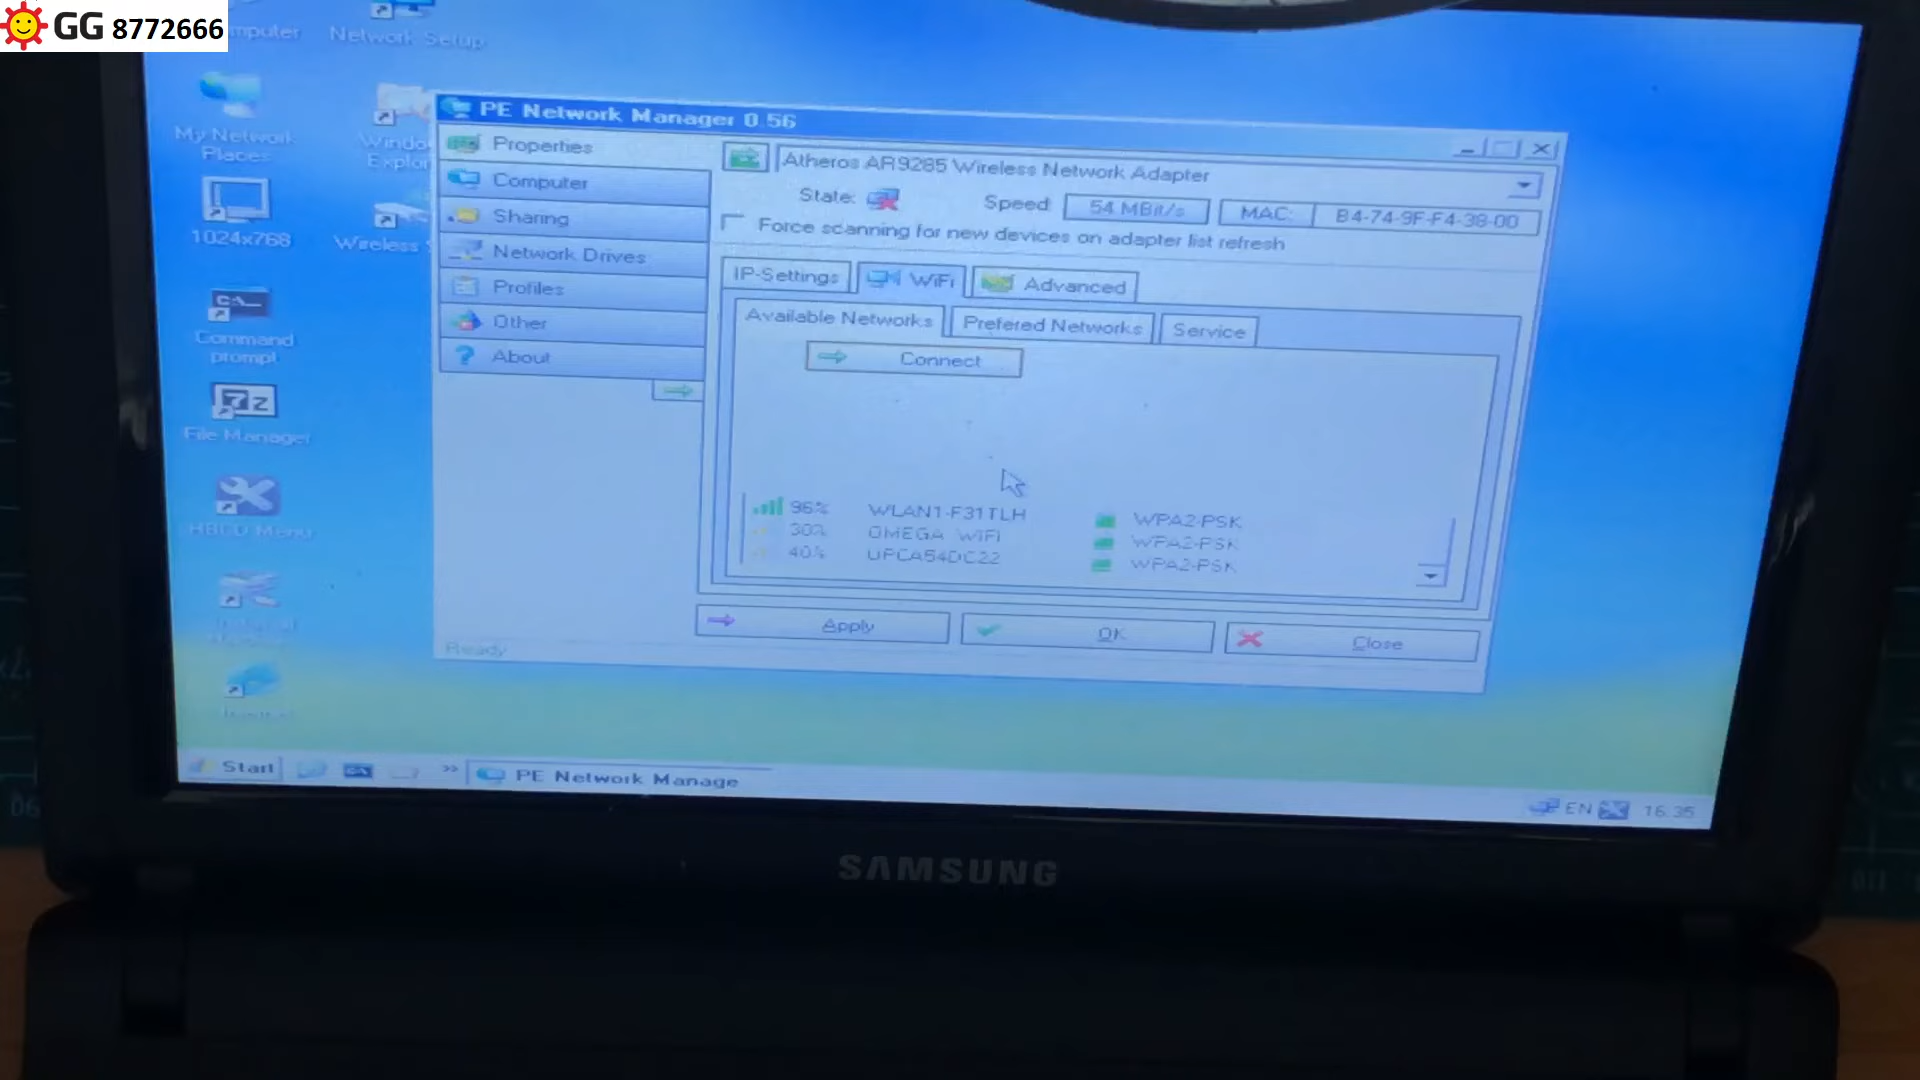 GG 8772666
Network Setup
My Network
Places
1024x768
Wireless
Command
prompt
File Manager
HBCD Menu
PE Network Manager 0.56
Properties
Computer
Sharing
Network Drives
Profiles
Other
About
Atheros AR9285 Wireless Network Adapter
State:
Speed: 54 MBit/s
MAC: B4-74-9F-F4-38-00
Force scanning for new devices on adapter list refresh
IP-Settings WiFi Advanced
Available Networks Prefered Networks Service
Connect
96% WLAN1-F31TLH WPA2-PSK
30% OMEGA WIFI WPA2-PSK
40% UPCA54DC22 WPA2-PSK
Apply OK Close
Ready
Start
PE Network Manage
EN 16:35
SAMSUNG